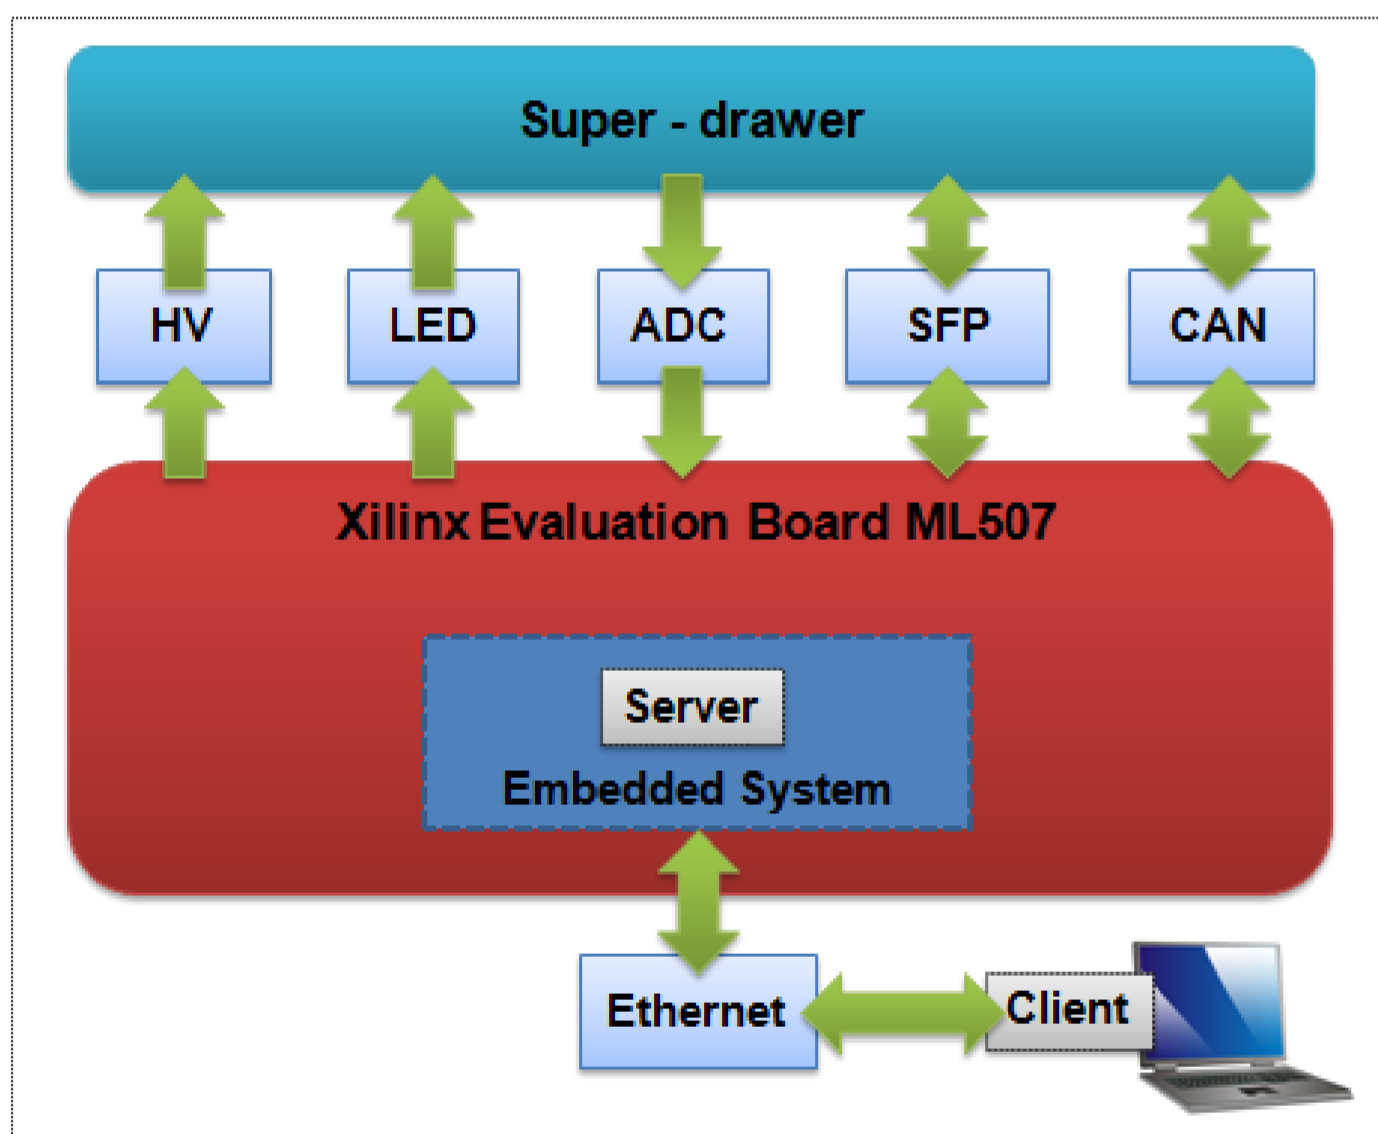 Super - drawer
HV LED ADC SFP CAN
Xilinx Evaluation Board ML507
Server
Embedded System
Ethernet
Client